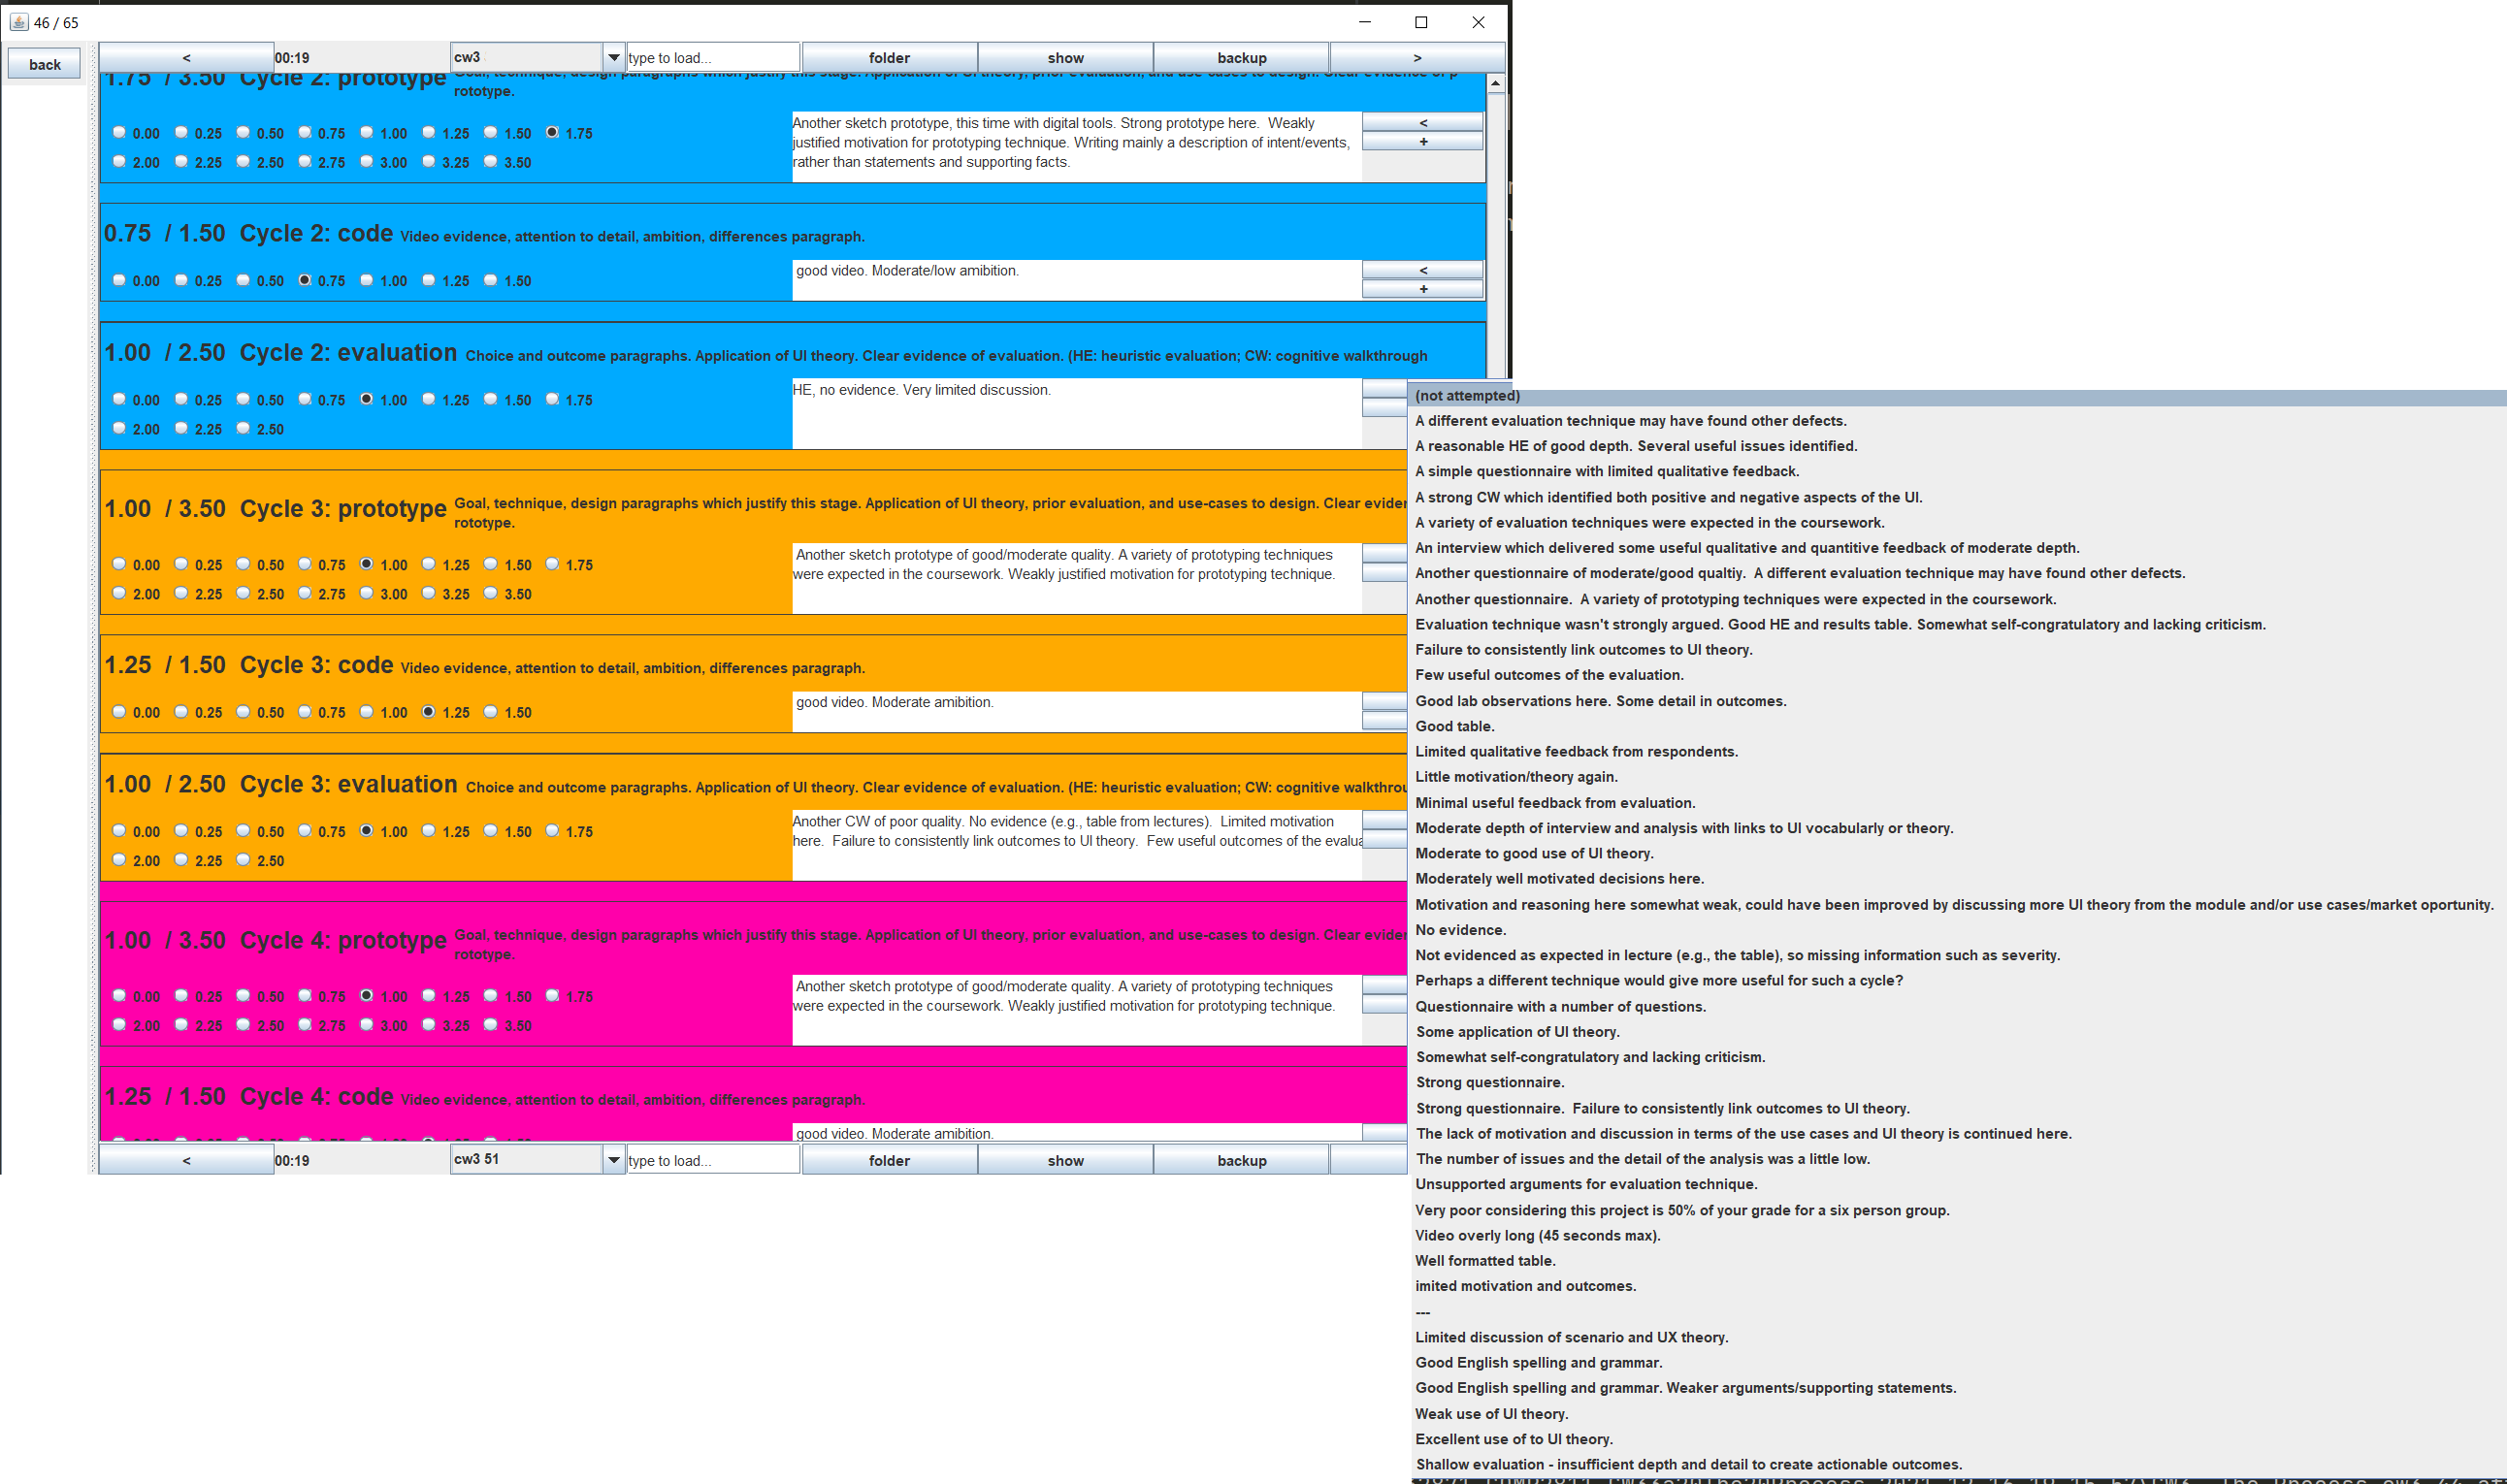 46 / 65
back
<
00:19
cw3
type to load...
folder
show
backup
>
1.75 / 3.50 Cycle 2: prototype
Goal, technique, design paragraphs which justify this stage. Application of UI theory, prior evaluation, and use-cases to design. Clear evidence of p
rototype.
0.00 0.25 0.50 0.75 1.00 1.25 1.50 1.75
2.00 2.25 2.50 2.75 3.00 3.25 3.50
Another sketch prototype, this time with digital tools. Strong prototype here. Weakly
justified motivation for prototyping technique. Writing mainly a description of intent/events,
rather than statements and supporting facts.
<
+
0.75 / 1.50 Cycle 2: code Video evidence, attention to detail, ambition, differences paragraph.
0.00 0.25 0.50 0.75 1.00 1.25 1.50
good video. Moderate/low amibition.
<
+
1.00 / 2.50 Cycle 2: evaluation Choice and outcome paragraphs. Application of UI theory. Clear evidence of evaluation. (HE: heuristic evaluation; CW: cognitive walkthrough
0.00 0.25 0.50 0.75 1.00 1.25 1.50 1.75
2.00 2.25 2.50
HE, no evidence. Very limited discussion.
1.00 / 3.50 Cycle 3: prototype
Goal, technique, design paragraphs which justify this stage. Application of UI theory, prior evaluation, and use-cases to design. Clear evider
rototype.
0.00 0.25 0.50 0.75 1.00 1.25 1.50 1.75
2.00 2.25 2.50 2.75 3.00 3.25 3.50
Another sketch prototype of good/moderate quality. A variety of prototyping techniques
were expected in the coursework. Weakly justified motivation for prototyping technique.
1.25 / 1.50 Cycle 3: code Video evidence, attention to detail, ambition, differences paragraph.
0.00 0.25 0.50 0.75 1.00 1.25 1.50
good video. Moderate amibition.
1.00 / 2.50 Cycle 3: evaluation Choice and outcome paragraphs. Application of UI theory. Clear evidence of evaluation. (HE: heuristic evaluation; CW: cognitive walkthrou
0.00 0.25 0.50 0.75 1.00 1.25 1.50 1.75
2.00 2.25 2.50
Another CW of poor quality. No evidence (e.g., table from lectures). Limited motivation
here. Failure to consistently link outcomes to UI theory. Few useful outcomes of the evalua
1.00 / 3.50 Cycle 4: prototype
Goal, technique, design paragraphs which justify this stage. Application of UI theory, prior evaluation, and use-cases to design. Clear evider
rototype.
0.00 0.25 0.50 0.75 1.00 1.25 1.50 1.75
2.00 2.25 2.50 2.75 3.00 3.25 3.50
Another sketch prototype of good/moderate quality. A variety of prototyping techniques
were expected in the coursework. Weakly justified motivation for prototyping technique.
1.25 / 1.50 Cycle 4: code Video evidence, attention to detail, ambition, differences paragraph.
good video. Moderate amibition.
<
00:19
cw3 51
type to load...
folder
show
backup
(not attempted)
A different evaluation technique may have found other defects.
A reasonable HE of good depth. Several useful issues identified.
A simple questionnaire with limited qualitative feedback.
A strong CW which identified both positive and negative aspects of the UI.
A variety of evaluation techniques were expected in the coursework.
An interview which delivered some useful qualitative and quantitive feedback of moderate depth.
Another questionnaire of moderate/good qualtiy. A different evaluation technique may have found other defects.
Another questionnaire. A variety of prototyping techniques were expected in the coursework.
Evaluation technique wasn't strongly argued. Good HE and results table. Somewhat self-congratulatory and lacking criticism.
Failure to consistently link outcomes to UI theory.
Few useful outcomes of the evaluation.
Good lab observations here. Some detail in outcomes.
Good table.
Limited qualitative feedback from respondents.
Little motivation/theory again.
Minimal useful feedback from evaluation.
Moderate depth of interview and analysis with links to UI vocabularly or theory.
Moderate to good use of UI theory.
Moderately well motivated decisions here.
Motivation and reasoning here somewhat weak, could have been improved by discussing more UI theory from the module and/or use cases/market oportunity.
No evidence.
Not evidenced as expected in lecture (e.g., the table), so missing information such as severity.
Perhaps a different technique would give more useful for such a cycle?
Questionnaire with a number of questions.
Some application of UI theory.
Somewhat self-congratulatory and lacking criticism.
Strong questionnaire.
Strong questionnaire. Failure to consistently link outcomes to UI theory.
The lack of motivation and discussion in terms of the use cases and UI theory is continued here.
The number of issues and the detail of the analysis was a little low.
Unsupported arguments for evaluation technique.
Very poor considering this project is 50% of your grade for a six person group.
Video overly long (45 seconds max).
Well formatted table.
imited motivation and outcomes.
---
Limited discussion of scenario and UX theory.
Good English spelling and grammar.
Good English spelling and grammar. Weaker arguments/supporting statements.
Weak use of UI theory.
Excellent use of to UI theory.
Shallow evaluation - insufficient depth and detail to create actionable outcomes.